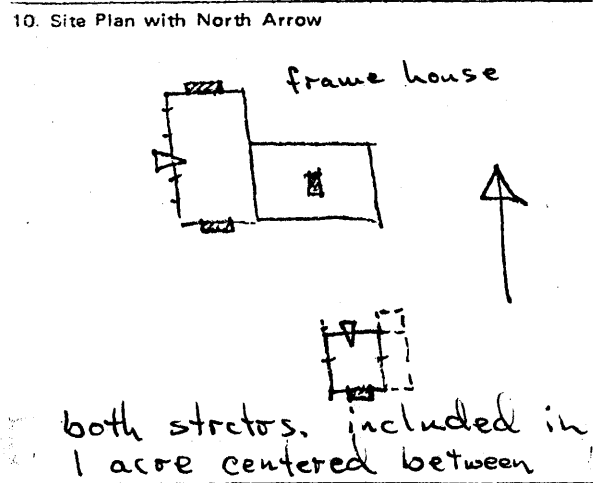 10. Site Plan with North Arrow
frame house
both strctrs. included in
1 acre centered between